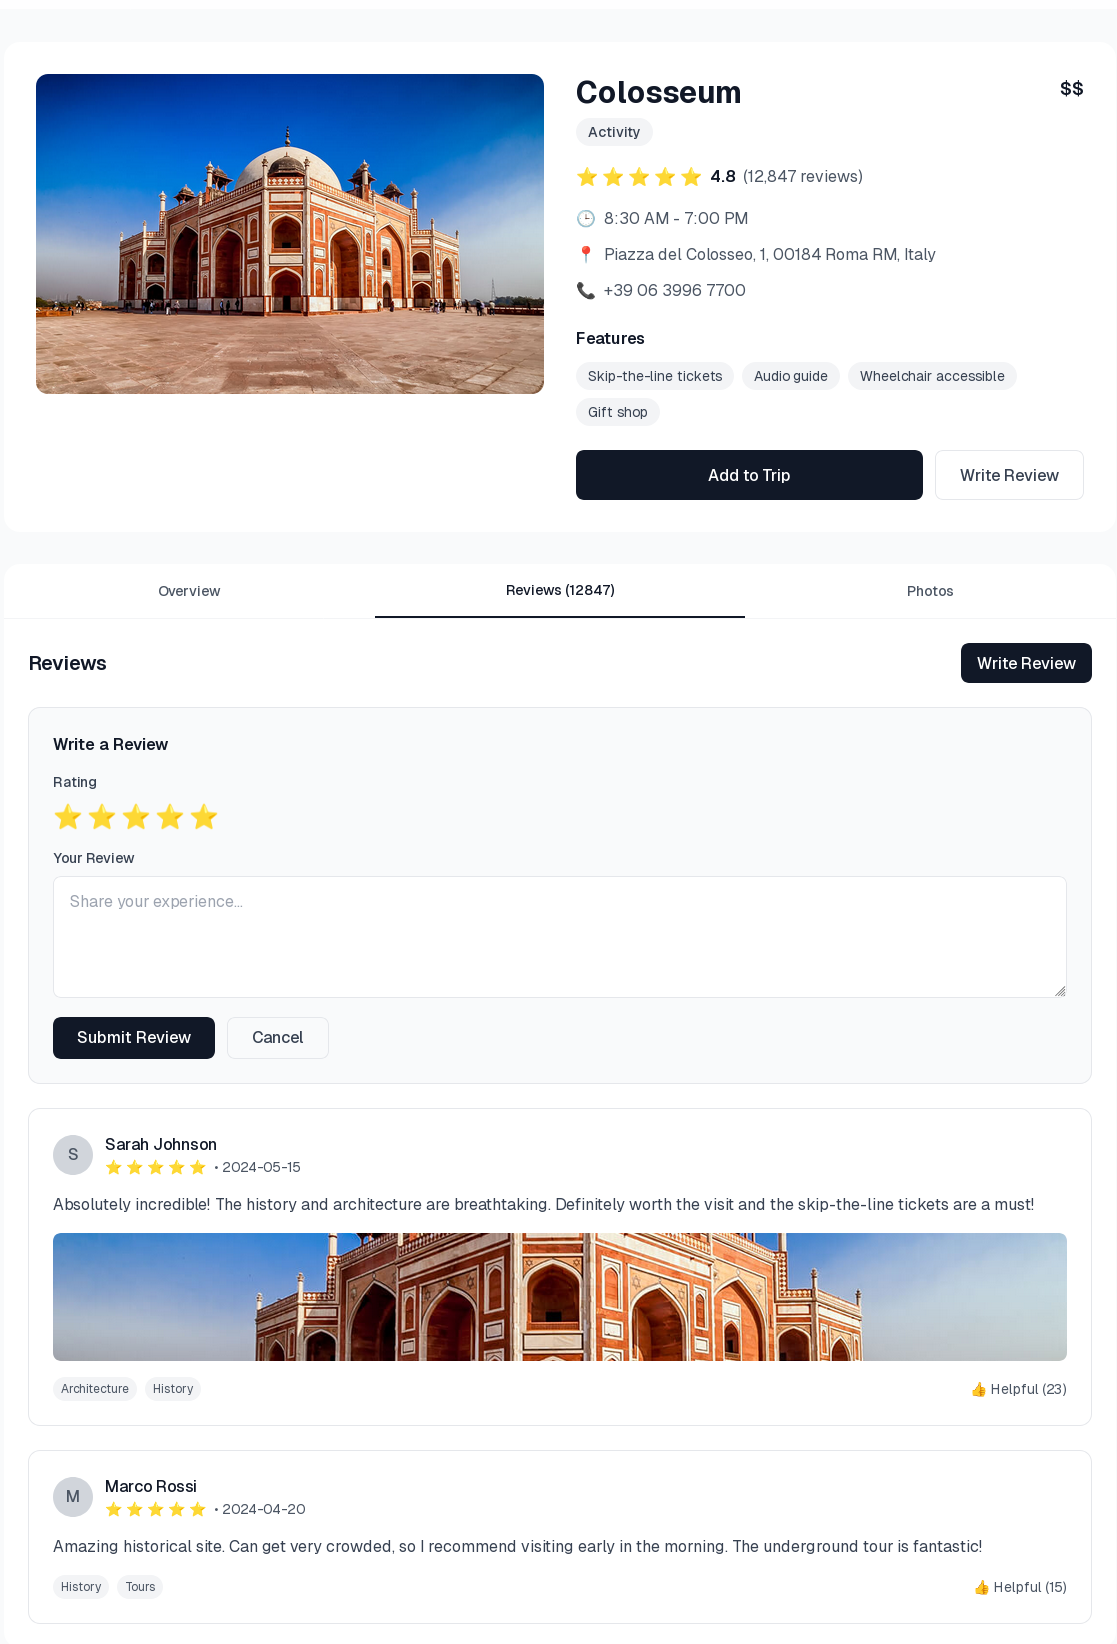 Colosseum
$$
Activity
4.8 (12,847 reviews)
8:30 AM - 7:00 PM
Piazza del Colosseo, 1, 00184 Roma RM, Italy
+39 06 3996 7700
Features
Skip-the-line tickets Audio guide Wheelchair accessible
Gift shop
Add to Trip Write Review
Overview Reviews (12847) Photos
Reviews Write Review
Write a Review
Rating
Your Review
Share your experience...
Submit Review Cancel
S
Sarah Johnson
• 2024-05-15
Absolutely incredible! The history and architecture are breathtaking. Definitely worth the visit and the skip-the-line tickets are a must!
Architecture History Helpful (23)
M
Marco Rossi
• 2024-04-20
Amazing historical site. Can get very crowded, so I recommend visiting early in the morning. The underground tour is fantastic!
History Tours Helpful (15)